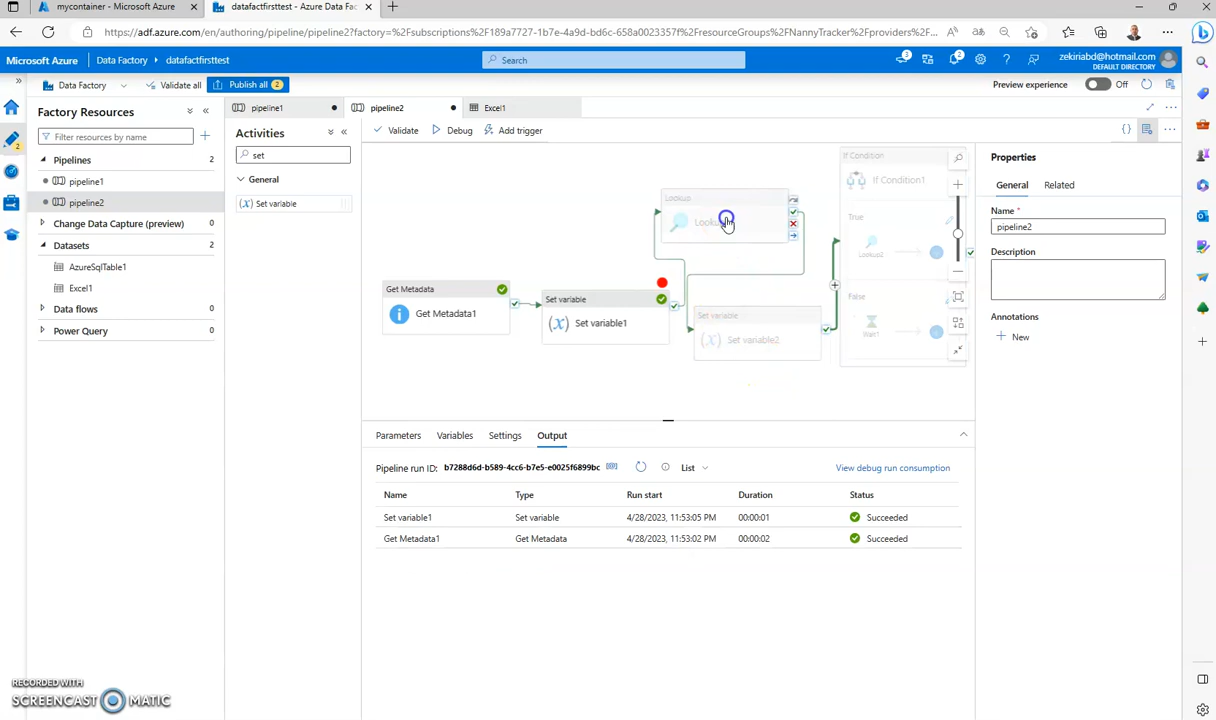 mycontainer - Microsoft Azure
datafactfirsttest - Azure Data Fac
https://adf.azure.com/en/authoring/pipeline/pipeline2?factory=%2Fsubscriptions%2F189a7b27-1e7e-4a9d-bd6c-658a0023357f%2FresourceGroups%2FNannyTracker%2Fproviders%2...
Microsoft Azure
Data Factory
datafactfirsttest
Search
3
2
zekiriabd@hotmail.com
DEFAULT DIRECTORY
Data Factory
Validate all
Publish all
2
Preview experience
Off
Factory Resources
Filter resources by name
Pipelines
2
pipeline1
pipeline2
Change Data Capture (preview)
0
Datasets
2
AzureSqlTable1
Excel1
Data flows
0
Power Query
0
pipeline1
pipeline2
Excel1
Activities
set
General
Set variable
Validate
Debug
Add trigger
Get Metadata
Get Metadata1
Set variable
(x) Set variable1
Lookup
Set variable
(x) Set variable2
If Condition
If Condition1
True
Lookup2
False
Wait1
Properties
General
Related
Name *
pipeline2
Description
Annotations
New
Parameters
Variables
Settings
Output
Pipeline run ID: b7288d6d-b589-4cc6-b7e5-e0025f6899bc
List
View debug run consumption
Name Type Run start Duration Status
Set variable1 Set variable 4/28/2023, 11:53:05 PM 00:00:01 Succeeded
Get Metadata1 Get Metadata 4/28/2023, 11:53:02 PM 00:00:02 Succeeded
RECORDED WITH
SCREENCAST MATIC